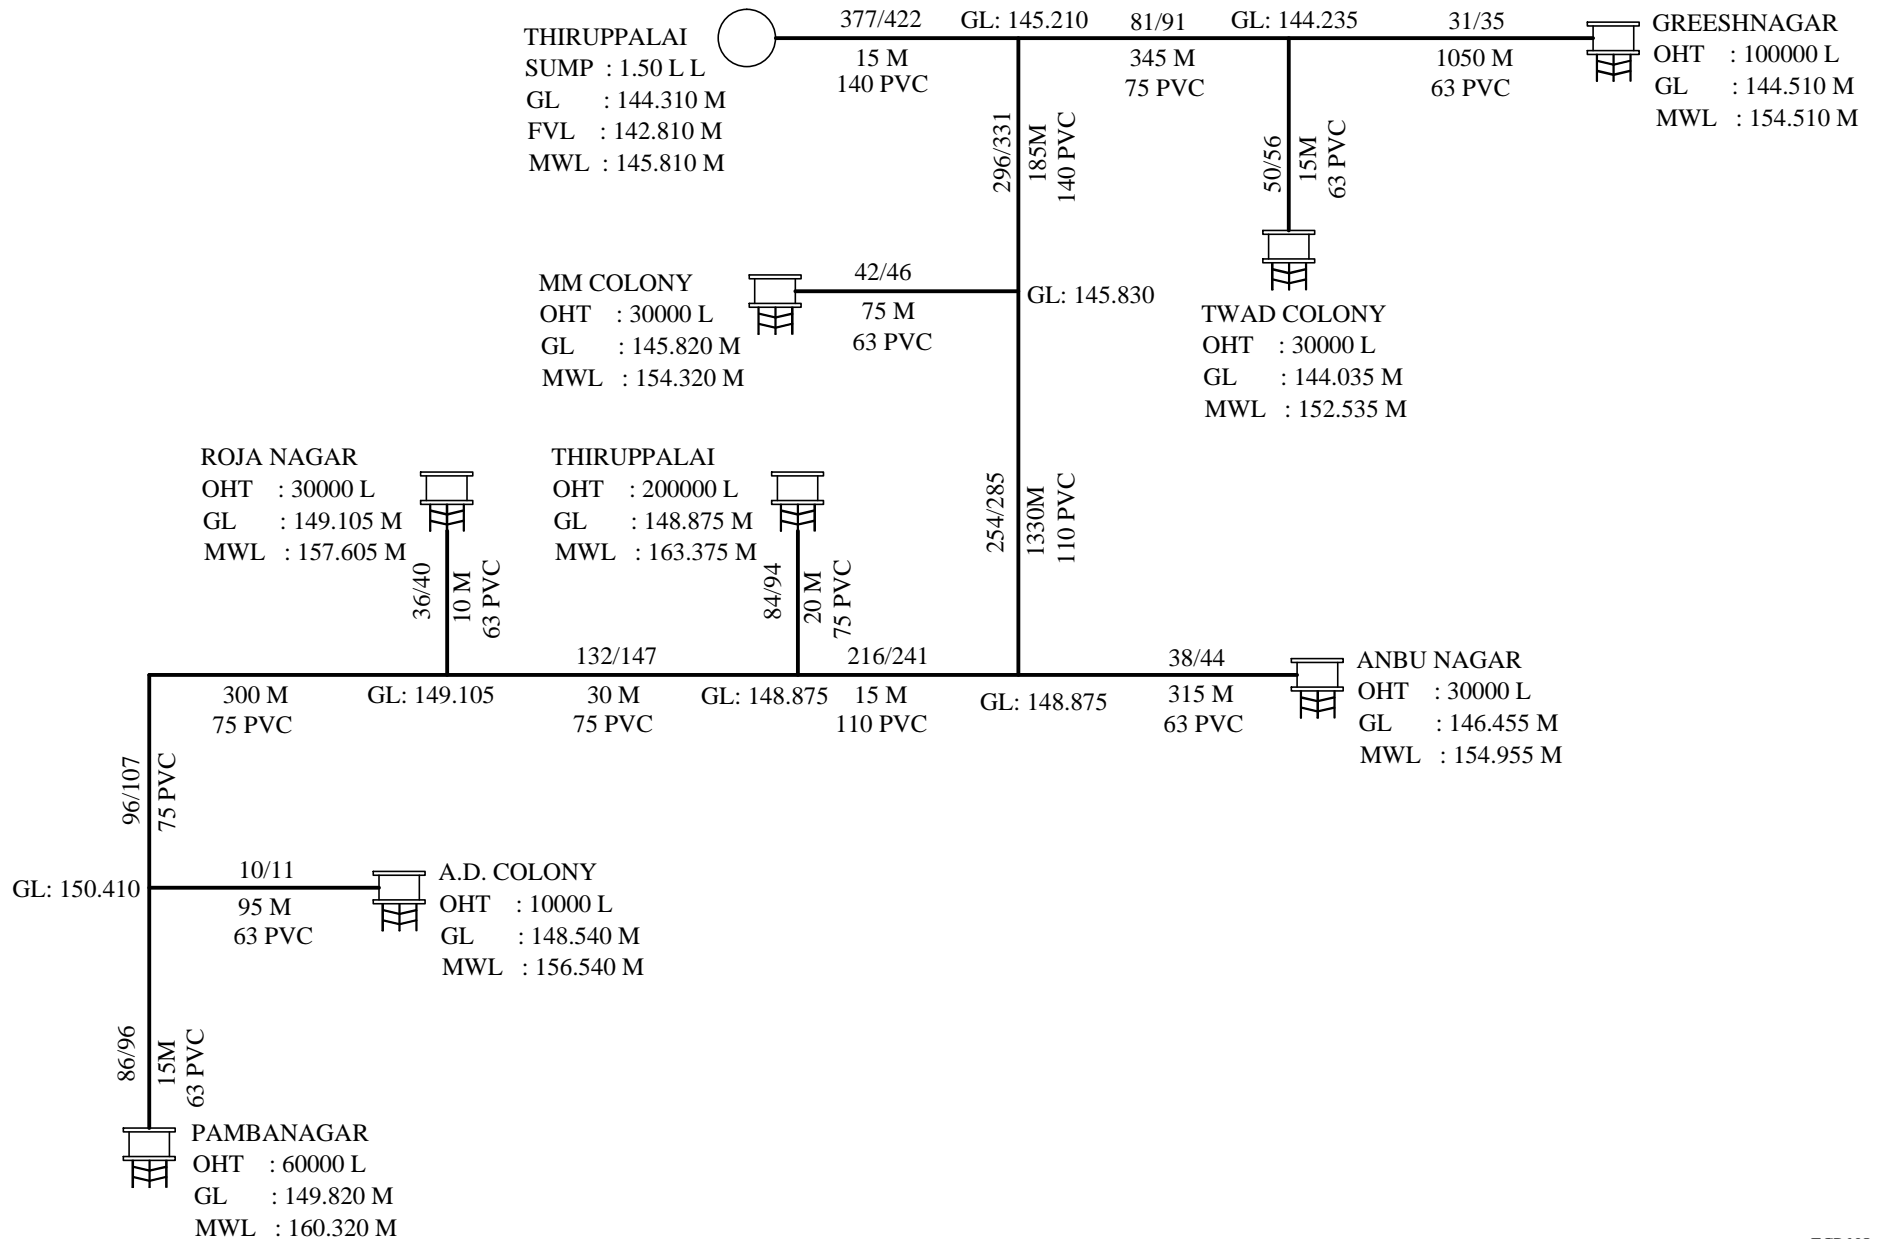 THIRUPPALAI
SUMP : 1.50 L L
GL : 144.310 M
FVL : 142.810 M
MWL : 145.810 M
377/422
15 M
140 PVC
GL: 145.210
81/91
345 M
75 PVC
GL: 144.235
31/35
1050 M
63 PVC
GREESHNAGAR
OHT : 100000 L
GL : 144.510 M
MWL : 154.510 M
296/331
185M
140 PVC
50/56
15M
63 PVC
MM COLONY
OHT : 30000 L
GL : 145.820 M
MWL : 154.320 M
42/46
75 M
63 PVC
GL: 145.830
TWAD COLONY
OHT : 30000 L
GL : 144.035 M
MWL : 152.535 M
ROJA NAGAR
OHT : 30000 L
GL : 149.105 M
MWL : 157.605 M
36/40
10 M
63 PVC
THIRUPPALAI
OHT : 200000 L
GL : 148.875 M
MWL : 163.375 M
84/94
20 M
75 PVC
254/285
1330M
110 PVC
300 M
75 PVC
GL: 149.105
132/147
30 M
75 PVC
GL: 148.875
216/241
15 M
110 PVC
GL: 148.875
38/44
315 M
63 PVC
ANBU NAGAR
OHT : 30000 L
GL : 146.455 M
MWL : 154.955 M
96/107
75 PVC
GL: 150.410
10/11
95 M
63 PVC
A.D. COLONY
OHT : 10000 L
GL : 148.540 M
MWL : 156.540 M
86/96
15M
63 PVC
PAMBANAGAR
OHT : 60000 L
GL : 149.820 M
MWL : 160.320 M